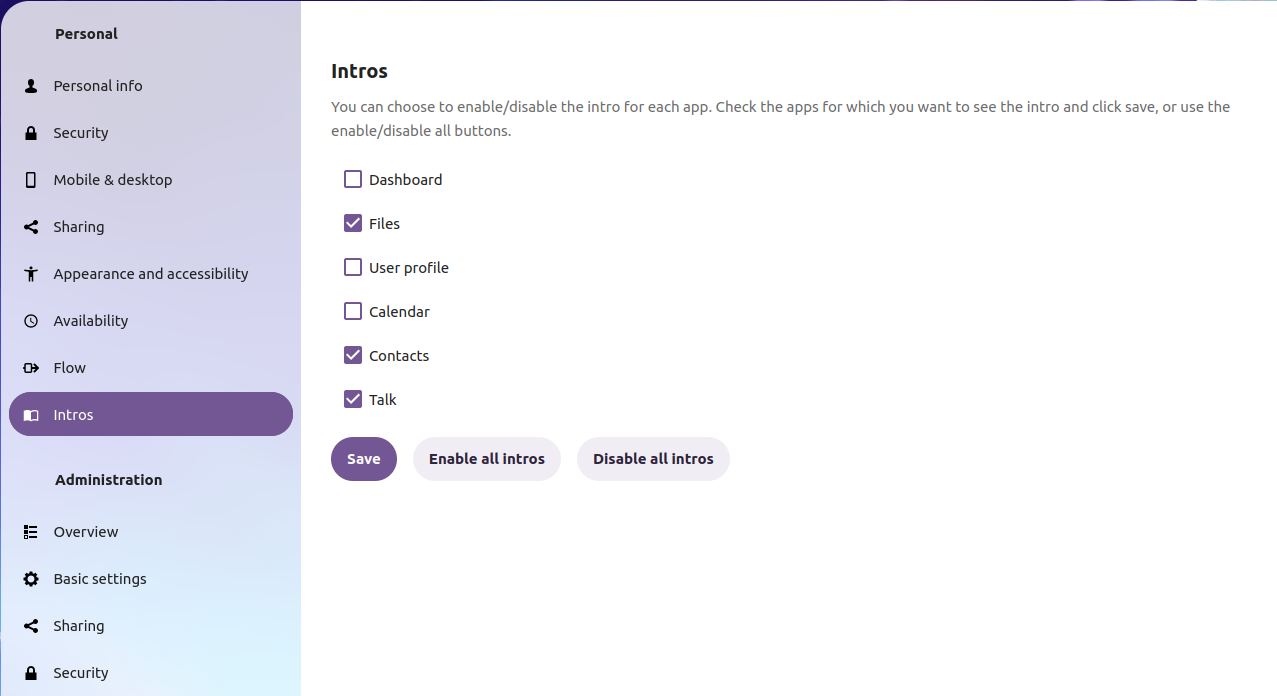 Personal
Personal info
Security
Mobile & desktop
Sharing
Appearance and accessibility
Availability
Flow
Intros
Administration
Overview
Basic settings
Sharing
Security
Intros
You can choose to enable/disable the intro for each app. Check the apps for which you want to see the intro and click save, or use the
enable/disable all buttons.
Dashboard
Files
User profile
Calendar
Contacts
Talk
Save
Enable all intros
Disable all intros